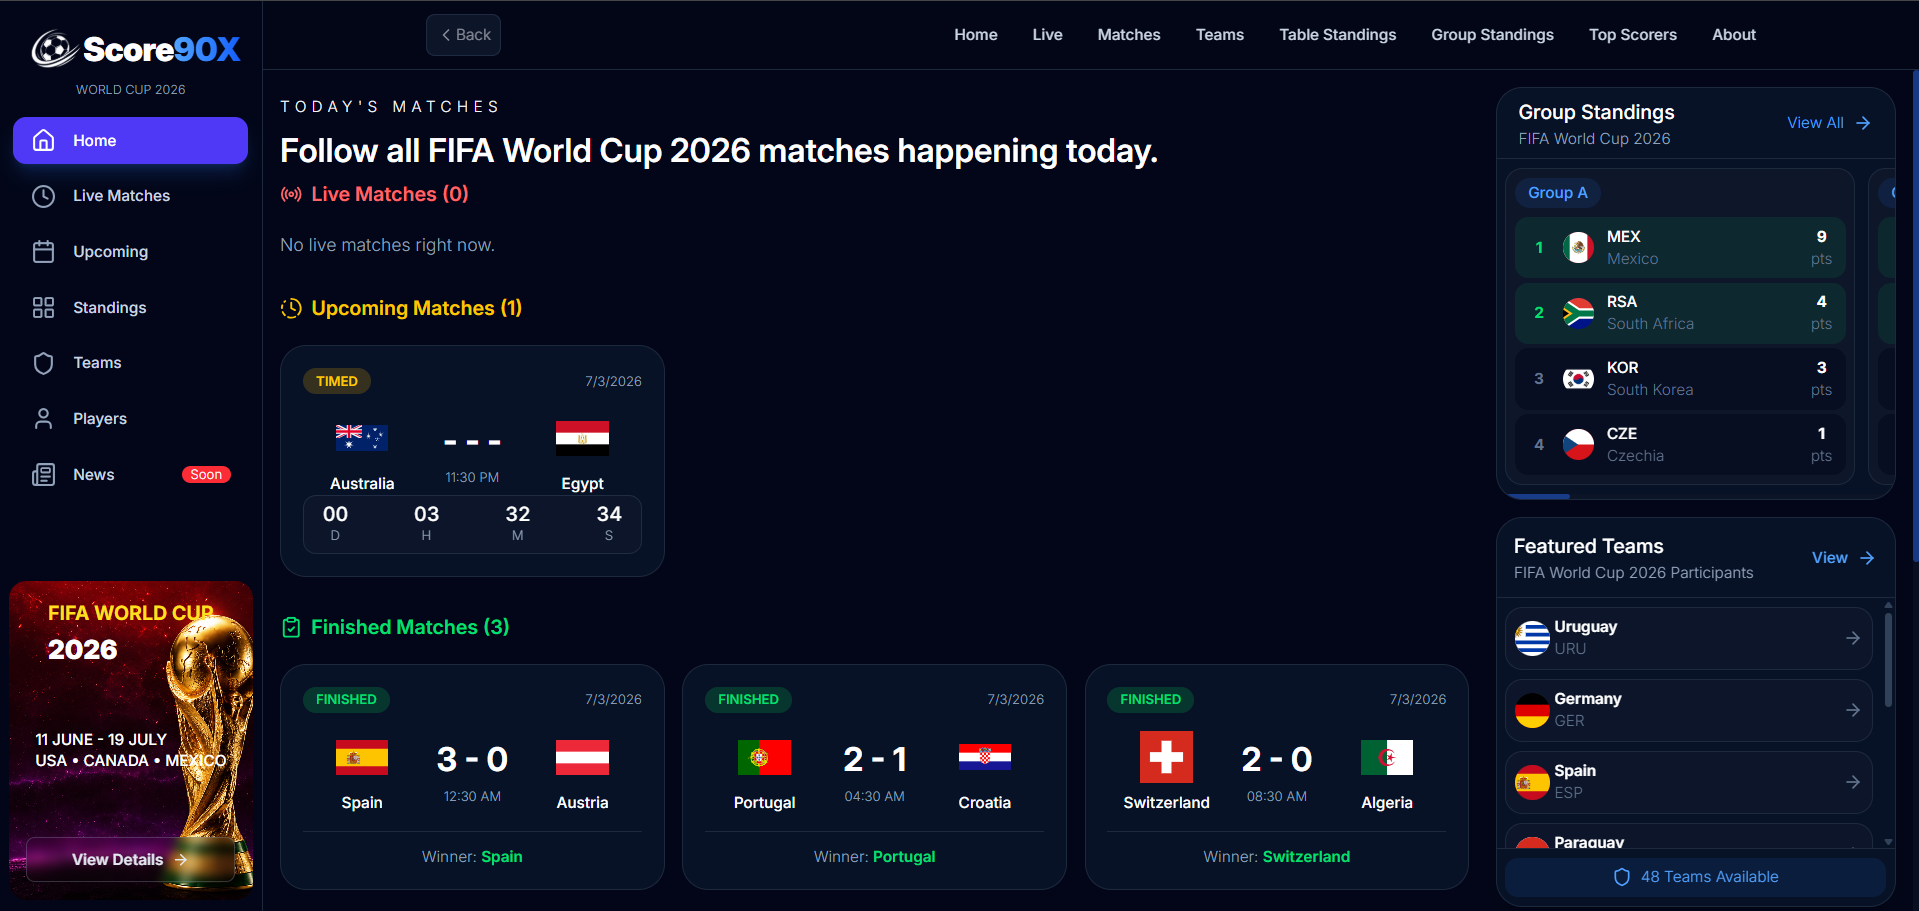 Score90X
WORLD CUP 2026
Home
Live Matches
Upcoming
Standings
Teams
Players
News Soon
FIFA WORLD CUP
2026
11 JUNE - 19 JULY
USA • CANADA • MEXICO
View Details →
< Back
Home Live Matches Teams Table Standings Group Standings Top Scorers About
TODAY'S MATCHES
Follow all FIFA World Cup 2026 matches happening today.
Live Matches (0)
No live matches right now.
Upcoming Matches (1)
TIMED 7/3/2026
- - -
11:30 PM
Australia Egypt
00 03 32 34
D H M S
Finished Matches (3)
FINISHED 7/3/2026
3 - 0
12:30 AM
Spain Austria
Winner: Spain
FINISHED 7/3/2026
2 - 1
04:30 AM
Portugal Croatia
Winner: Portugal
FINISHED 7/3/2026
2 - 0
08:30 AM
Switzerland Algeria
Winner: Switzerland
Group Standings
FIFA World Cup 2026
View All →
Group A
1 MEX 9
Mexico pts
2 RSA 4
South Africa pts
3 KOR 3
South Korea pts
4 CZE 1
Czechia pts
Featured Teams
FIFA World Cup 2026 Participants
View →
Uruguay
URU
Germany
GER
Spain
ESP
Paraguay
48 Teams Available